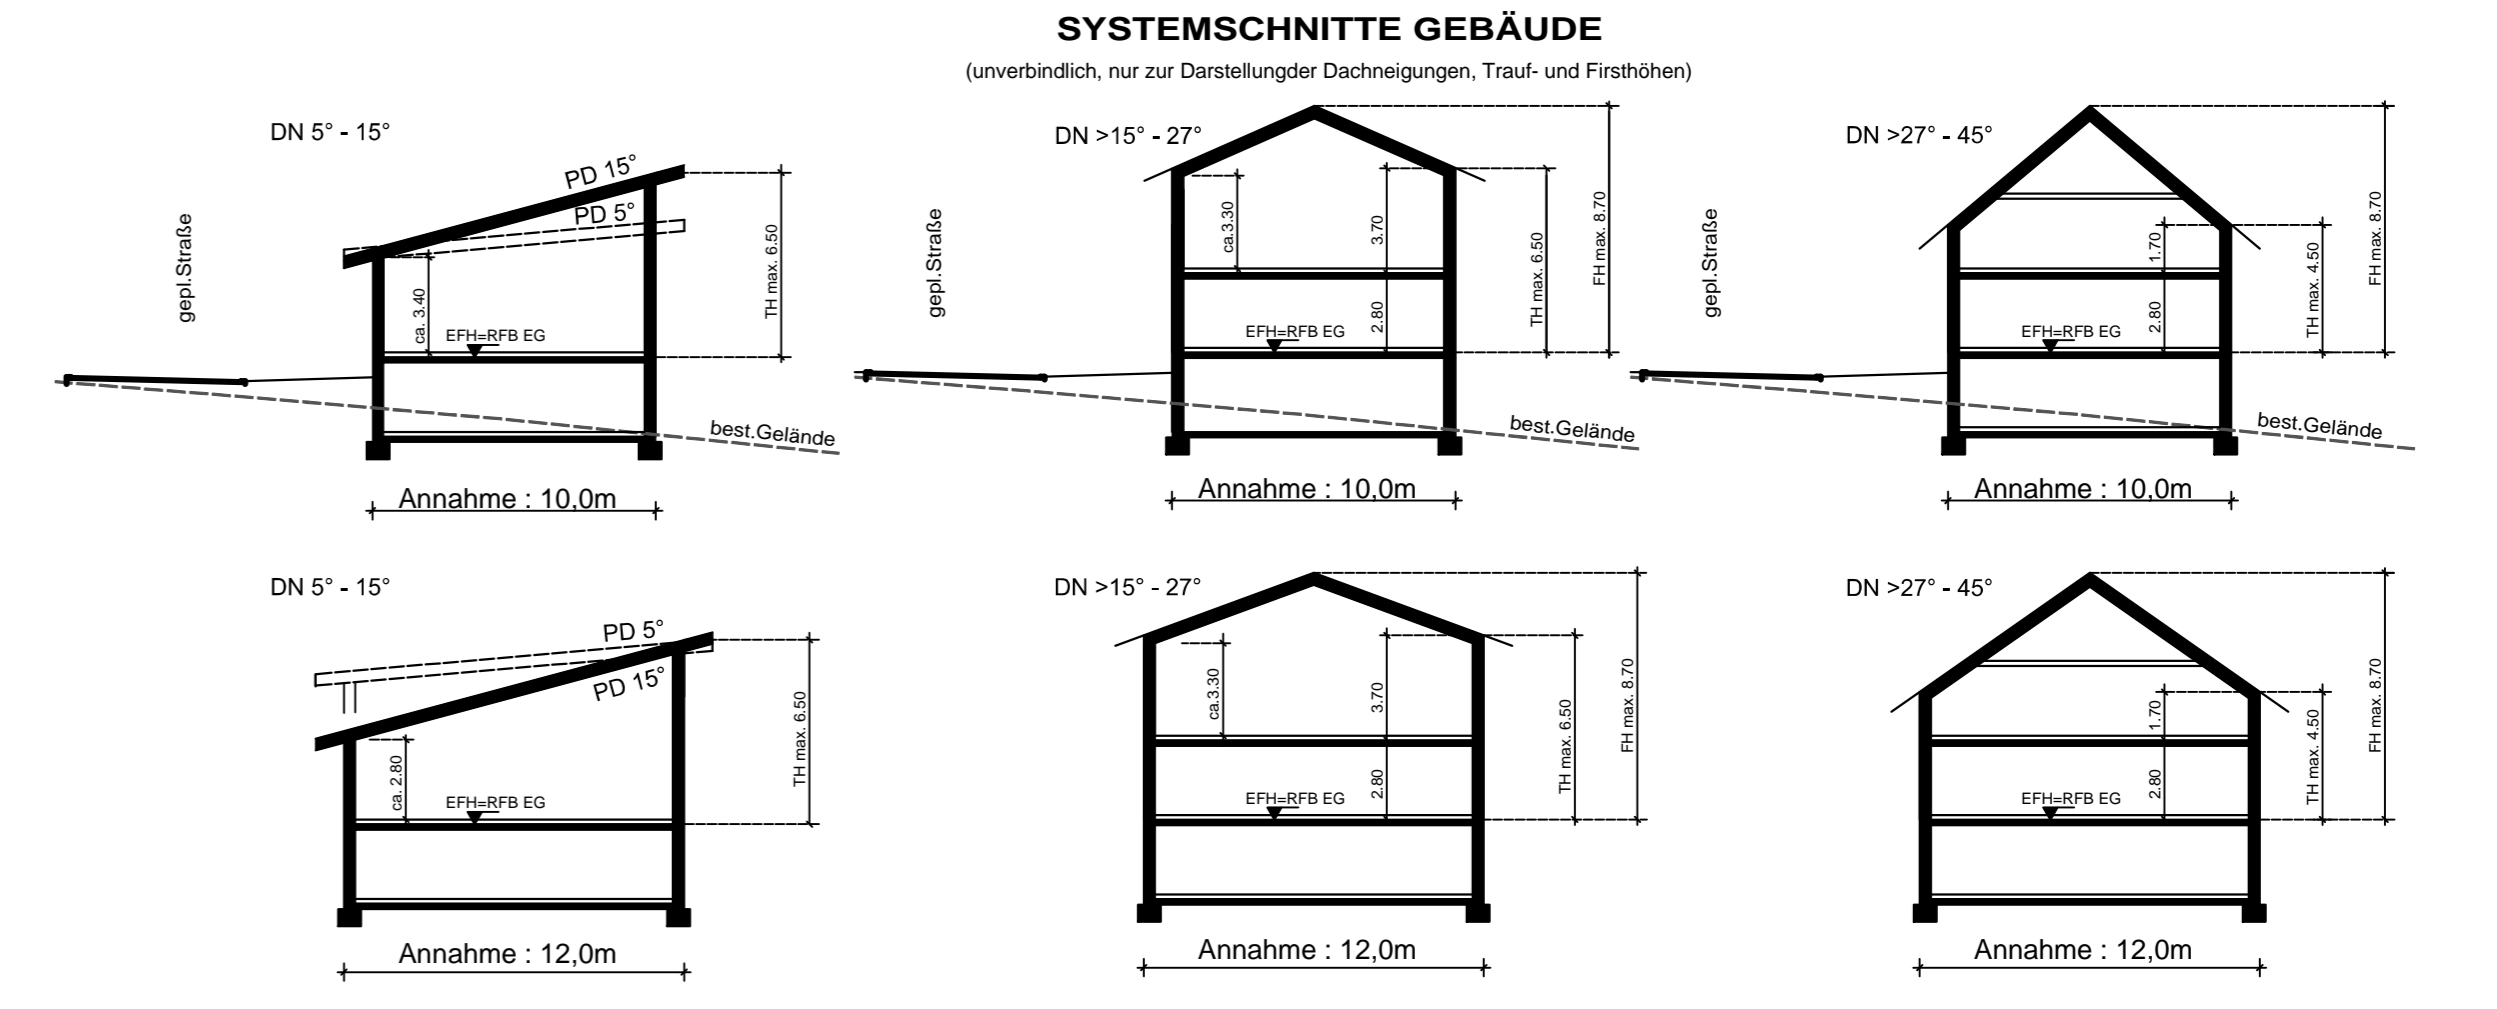 SYSTEMSCHNITTE GEBÄUDE
(unverbindlich, nur zur Darstellungder Dachneigungen, Trauf- und Firsthöhen)
DN 5° - 15°
PD 15°
PD 5°
gepl.Straße
ca. 3.40
EFH=RFB EG
TH max. 6.50
best.Gelände
Annahme : 10,0m
DN >15° - 27°
gepl.Straße
ca.3.30
3.70
2.80
EFH=RFB EG
TH max. 6.50
FH max. 8.70
best.Gelände
Annahme : 10,0m
DN >27° - 45°
gepl.Straße
1.70
2.80
EFH=RFB EG
TH max. 4.50
FH max. 8.70
best.Gelände
Annahme : 10,0m
DN 5° - 15°
PD 5°
PD 15°
ca. 2.80
EFH=RFB EG
TH max. 6.50
Annahme : 12,0m
DN >15° - 27°
ca.3.30
3.70
2.80
EFH=RFB EG
TH max. 6.50
FH max. 8.70
Annahme : 12,0m
DN >27° - 45°
1.70
2.80
EFH=RFB EG
TH max. 4.50
FH max. 8.70
Annahme : 12,0m